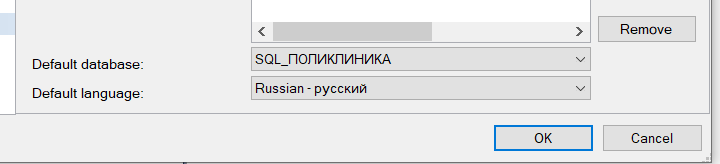 Remove
Default database: SQL_ПОЛИКЛИНИКА
Default language: Russian - русский
OK Cancel